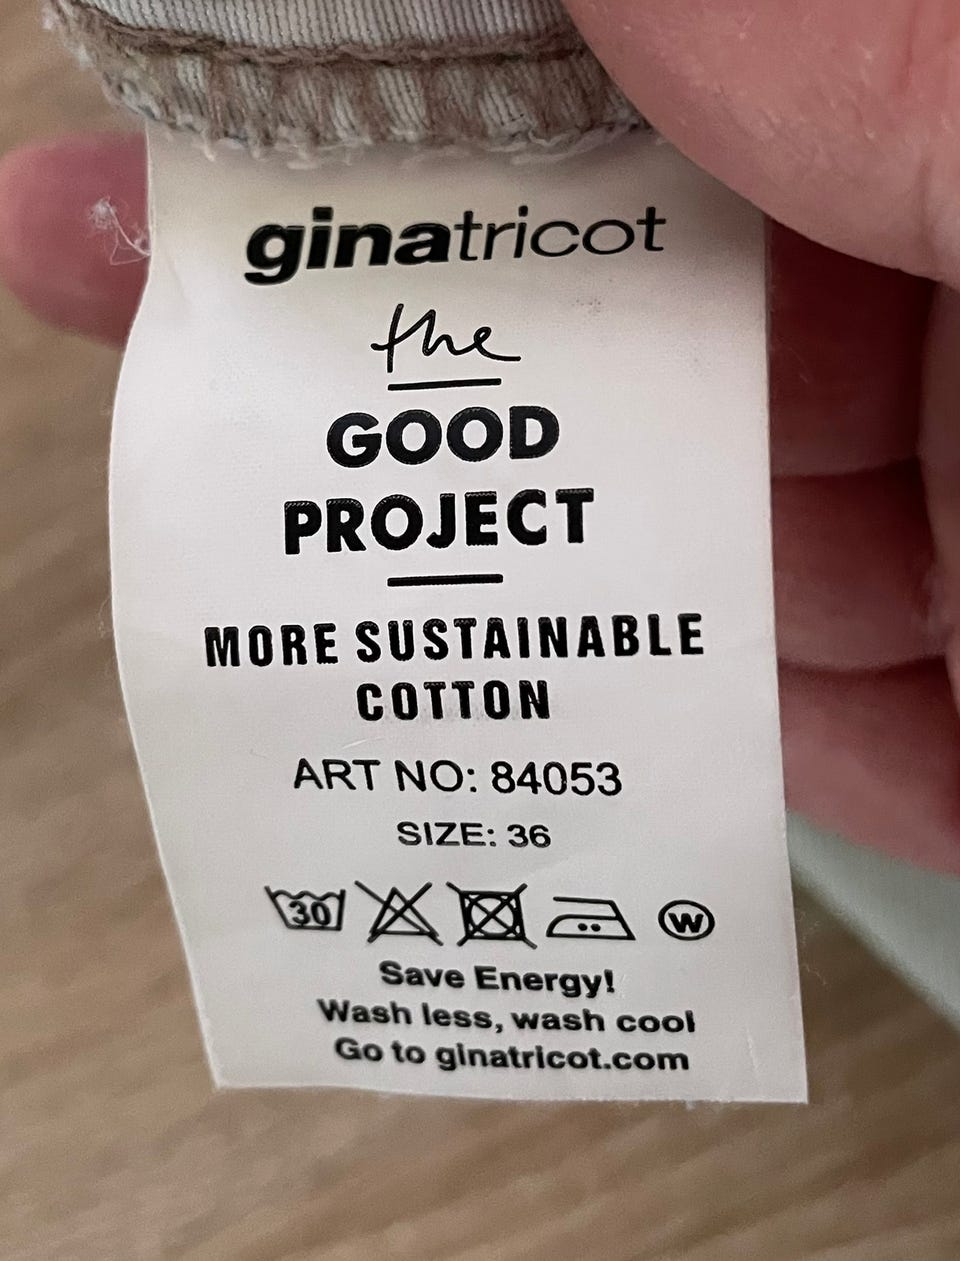 ginatricot
the
GOOD
PROJECT
MORE SUSTAINABLE
COTTON
ART NO: 84053
SIZE: 36
30 W
Save Energy!
Wash less, wash cool
Go to ginatricot.com